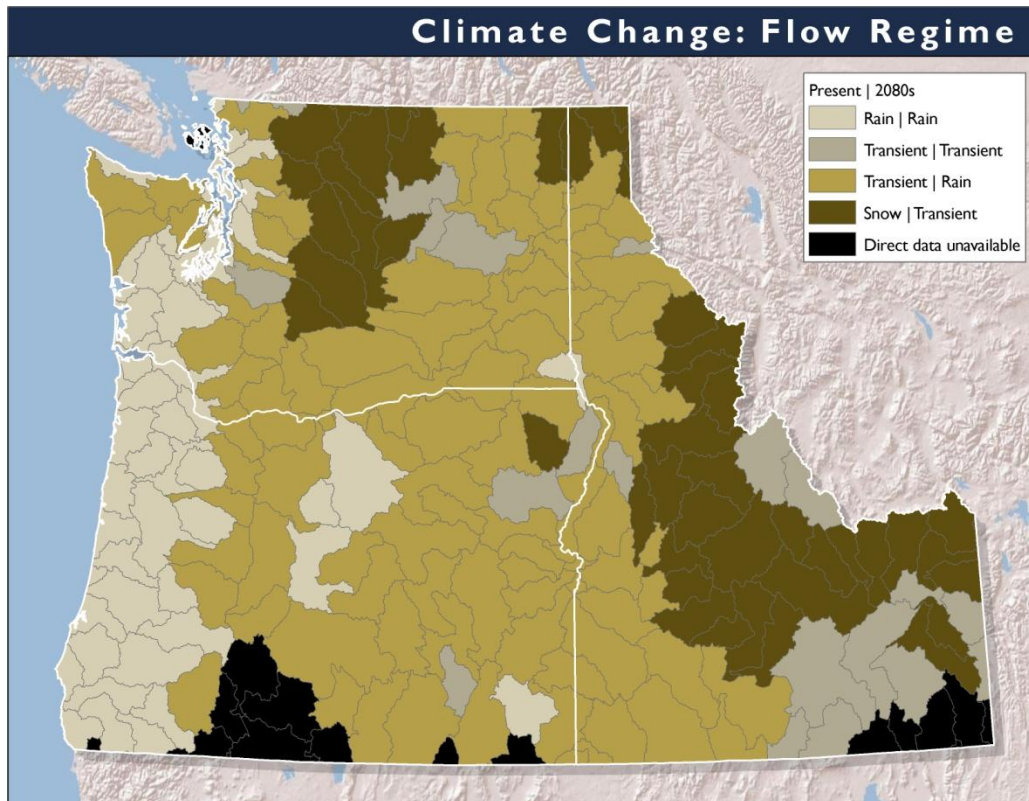 Climate Change: Flow Regime
Present | 2080s
Rain | Rain
Transient | Transient
Transient | Rain
Snow | Transient
Direct data unavailable